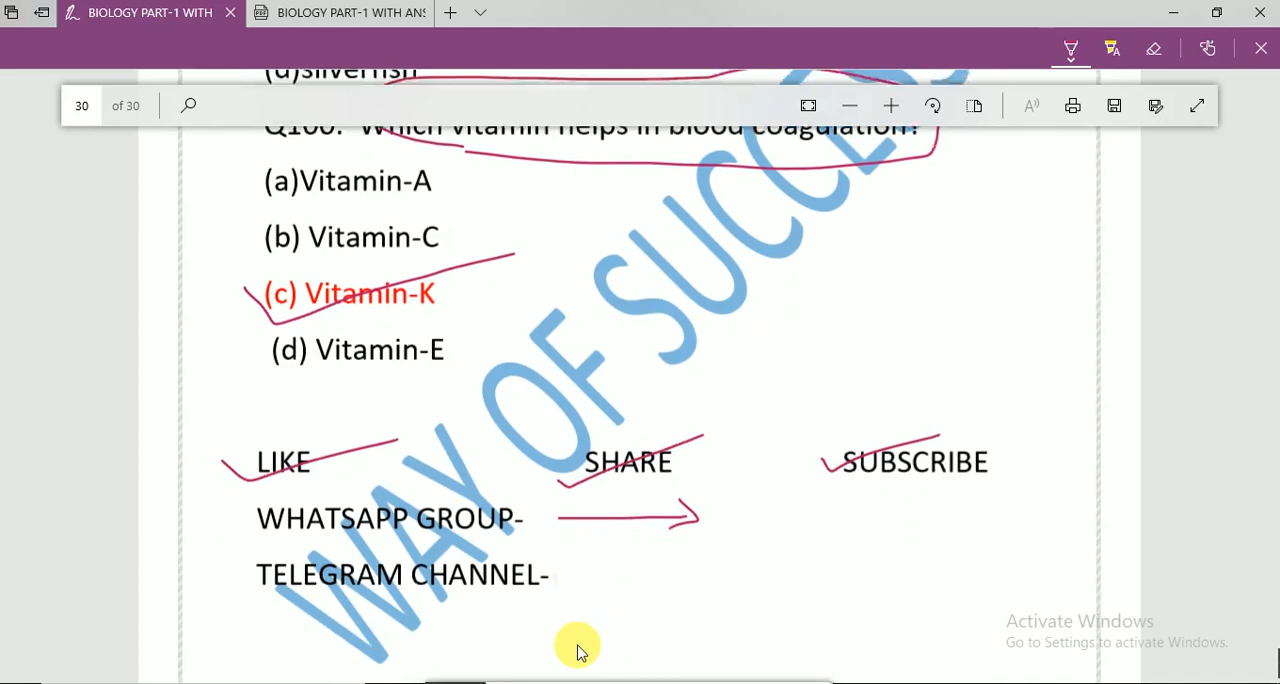 BIOLOGY PART-1 WITH
BIOLOGY PART-1 WITH ANS
(d)silverfish
30 of 30
Q100. Which vitamin helps in blood coagulation?
(a)Vitamin-A
(b) Vitamin-C
(c) Vitamin-K
(d) Vitamin-E
LIKE SHARE SUBSCRIBE
WHATSAPP GROUP-
TELEGRAM CHANNEL-
WAY OF SUCCESS
Activate Windows
Go to Settings to activate Windows.